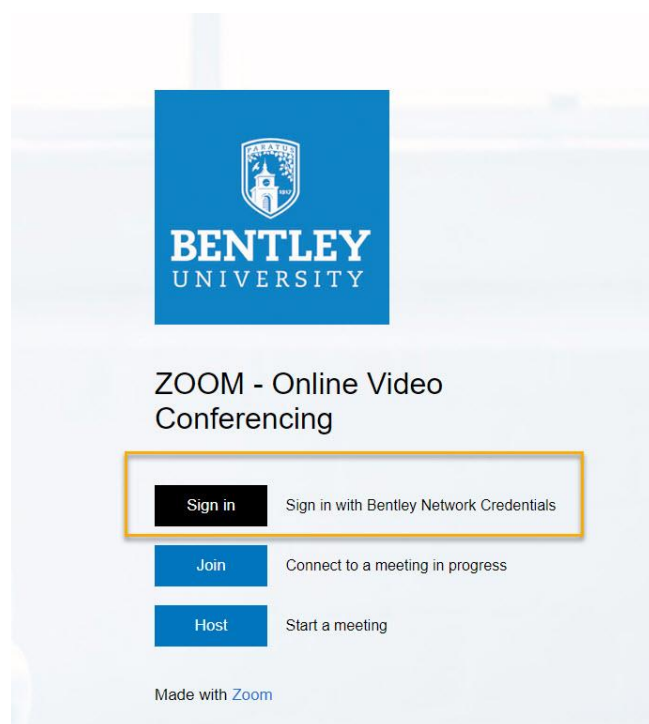 PARATUS
1917
BENTLEY
UNIVERSITY
ZOOM - Online Video
Conferencing
Sign in Sign in with Bentley Network Credentials
Join Connect to a meeting in progress
Host Start a meeting
Made with Zoom